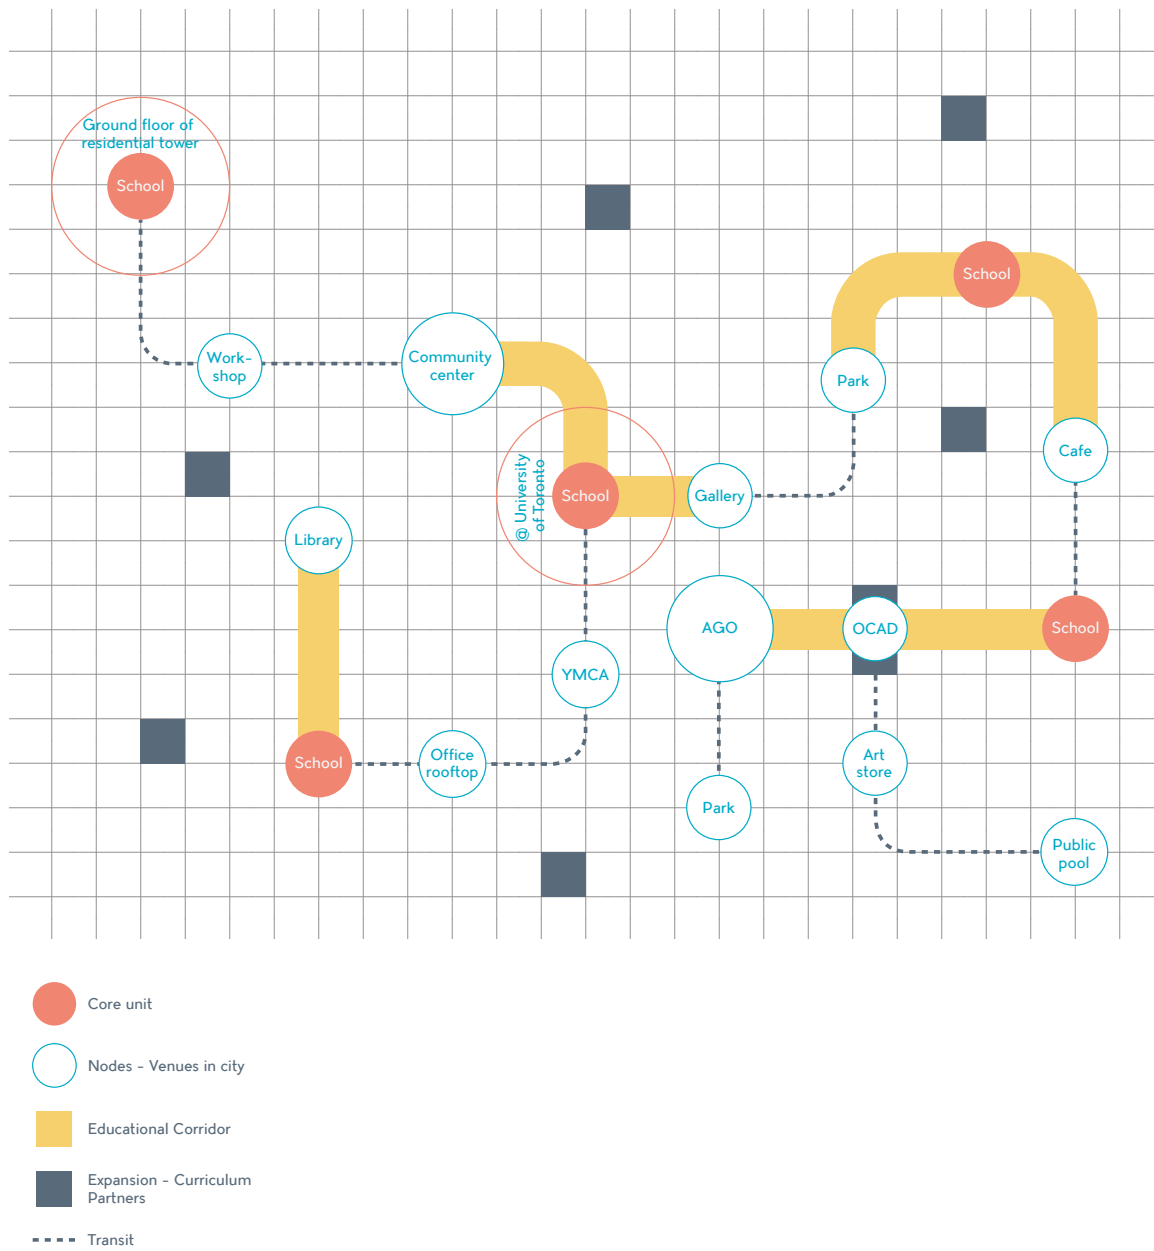 Ground floor of
residential tower
School
School
Work-
shop
Community
center
Park
Cafe
@ University
of Toronto
School
Gallery
Library
AGO
OCAD
School
YMCA
School
Office
rooftop
Art
store
Park
Public
pool
Core unit
Nodes – Venues in city
Educational Corridor
Expansion – Curriculum
Partners
Transit